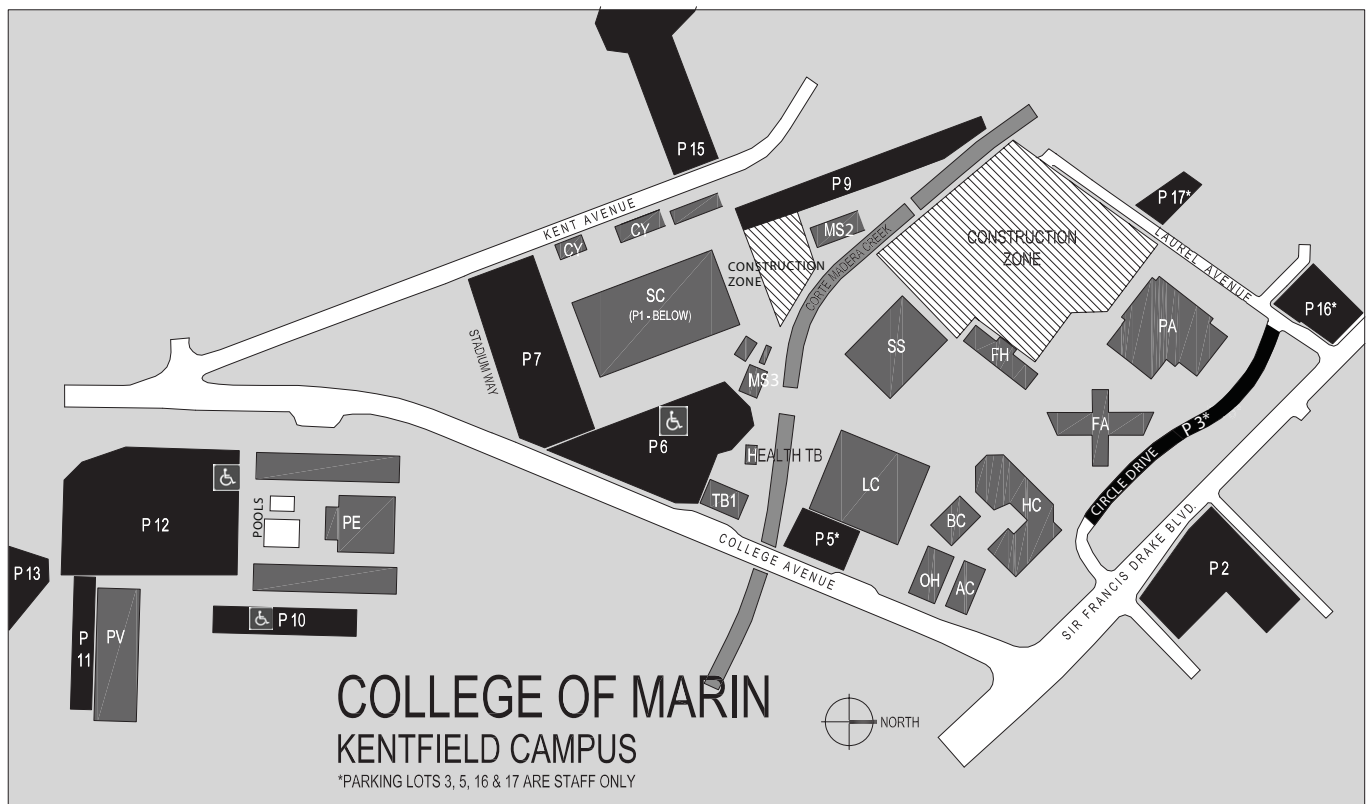 P 15
P 9
P 17*
KENT AVENUE
CY
CY
MS2
CORTE MADERA CREEK
CONSTRUCTION
ZONE
LAUREL AVENUE
CONSTRUCTION
ZONE
SC
(P1 - BELOW)
P 16*
PA
P7
STADIUM WAY
SS
FH
MS3
FA
P 3*
CIRCLE DRIVE
P 6
HEALTH TB
LC
TB1
P 5*
BC
HC
OH
AC
COLLEGE AVENUE
SIR FRANCIS DRAKE BLVD.
P 2
P 12
POOLS
PE
P 13
P
11
PV
P 10
COLLEGE OF MARIN
KENTFIELD CAMPUS
*PARKING LOTS 3, 5, 16 & 17 ARE STAFF ONLY
NORTH